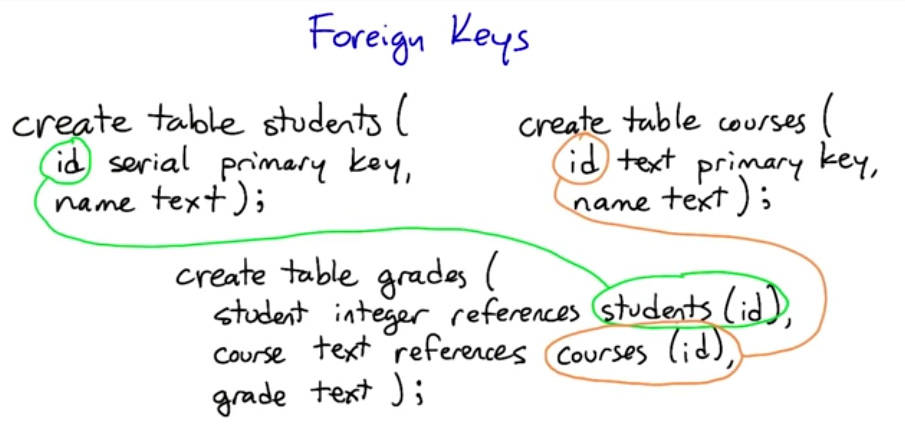 Foreign Keys
create table students (
id serial primary key,
name text);
create table courses (
id text primary key,
name text);
create table grades (
student integer references students (id),
course text references courses (id),
grade text );